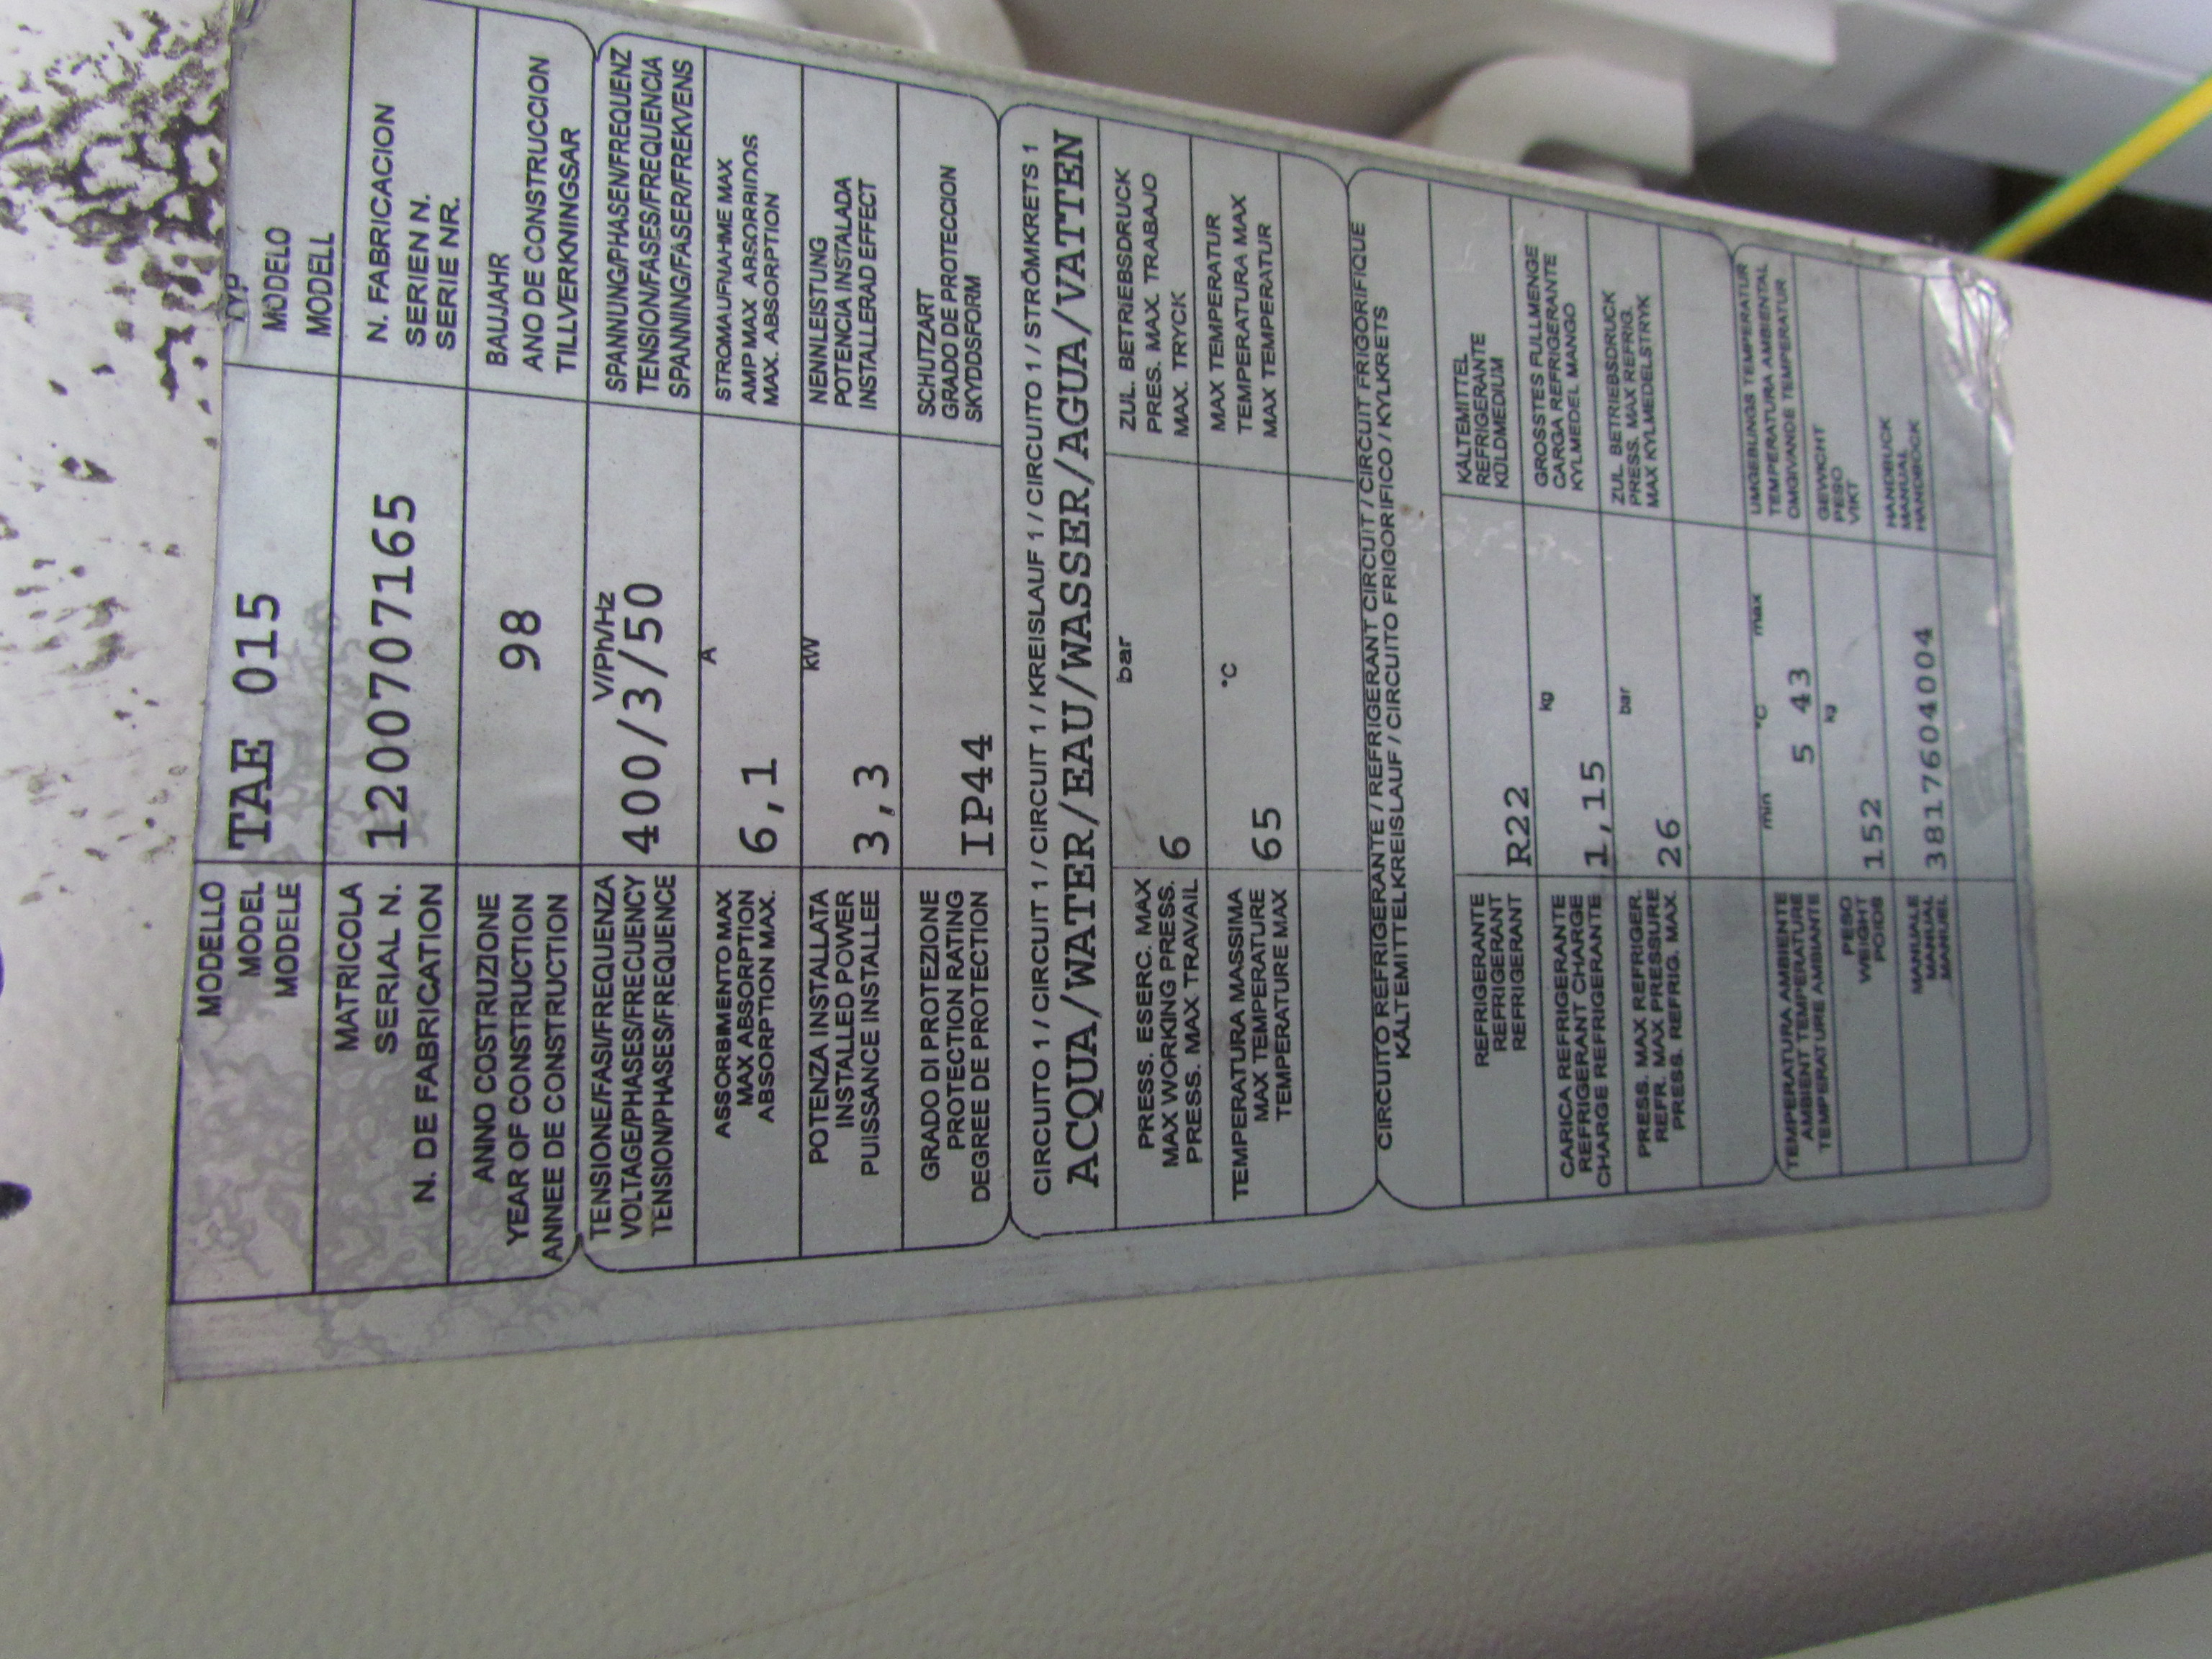 MODELLO
MODEL
MODELE
TAE 015
TYP
MODELO
MODELL
MATRICOLA
SERIAL N.
N. DE FABRICATION
1200707165
N. FABRICACION
SERIEN N.
SERIE NR.
ANNO COSTRUZIONE
YEAR OF CONSTRUCTION
ANNEE DE CONSTRUCTION
98
BAUJAHR
ANO DE CONSTRUCCION
TILLVERKNINGSAR
TENSIONE/FASI/FREQUENZA
VOLTAGE/PHASES/FRECUENCY
TENSION/PHASES/FREQUENCE
V/Ph/Hz
400/3/50
SPANNUNG/PHASEN/FREQUENZ
TENSION/FASES/FREQUENCIA
SPANNING/FASER/FREKVENS
ASSORBIMENTO MAX
MAX ABSORPTION
ABSORPTION MAX.
A
6,1
STROMAUFNAHME MAX
AMP MAX ABSORBIDOS
MAX. ABSORPTION
POTENZA INSTALLATA
INSTALLED POWER
PUISSANCE INSTALLEE
kW
3,3
NENNLEISTUNG
POTENCIA INSTALADA
INSTALLERAD EFFECT
GRADO DI PROTEZIONE
PROTECTION RATING
DEGREE DE PROTECTION
IP44
SCHUTZART
GRADO DE PROTECCION
SKYDDSFORM
CIRCUITO 1 / CIRCUIT 1 / CIRCUIT 1 / KREISLAUF 1 / CIRCUITO 1 / STRÖMKRETS 1
ACQUA/WATER/EAU/WASSER/AGUA/VATTEN
PRESS. ESERC. MAX
MAX WORKING PRESS.
PRESS. MAX TRAVAIL
bar
6
ZUL. BETRIEBSDRUCK
PRES. MAX. TRABAJO
MAX. TRYCK
TEMPERATURA MASSIMA
MAX TEMPERATURE
TEMPERATURE MAX
°C
65
MAX TEMPERATUR
TEMPERATURA MAX
MAX TEMPERATUR
CIRCUITO REFRIGERANTE / REFRIGERANT CIRCUIT / CIRCUIT FRIGORIFIQUE
KÄLTEMITTELKREISLAUF / CIRCUITO FRIGORIFICO / KYLKRETS
REFRIGERANTE
REFRIGERANT
REFRIGERANT
R22
KÄLTEMITTEL
REFRIGERANTE
KÖLDMEDIUM
CARICA REFRIGERANTE
REFRIGERANT CHARGE
CHARGE REFRIGERANTE
kg
1,15
GROSSTES FULLMENGE
CARGA REFRIGERANTE
KYLMEDEL MANGO
PRESS. MAX REFRIGER.
REFR. MAX PRESSURE
PRESS. REFRIG. MAX.
bar
26
ZUL. BETRIEBSDRUCK
PRESS. MAX REFRIG.
MAX KYLMEDELSTRYK
TEMPERATURA AMBIENTE
AMBIENT TEMPERATURE
TEMPERATURE AMBIANTE
min °C max
5 43
UMGEBUNGS TEMPERATUR
TEMPERATURA AMBIENTAL
OMGIVANDE TEMPERATUR
PESO
WEIGHT
POIDS
kg
152
GEWICHT
PESO
VIKT
MANUALE
MANUAL
MANUEL
3817604004
HANDBUCK
MANUAL
HANDBOCK